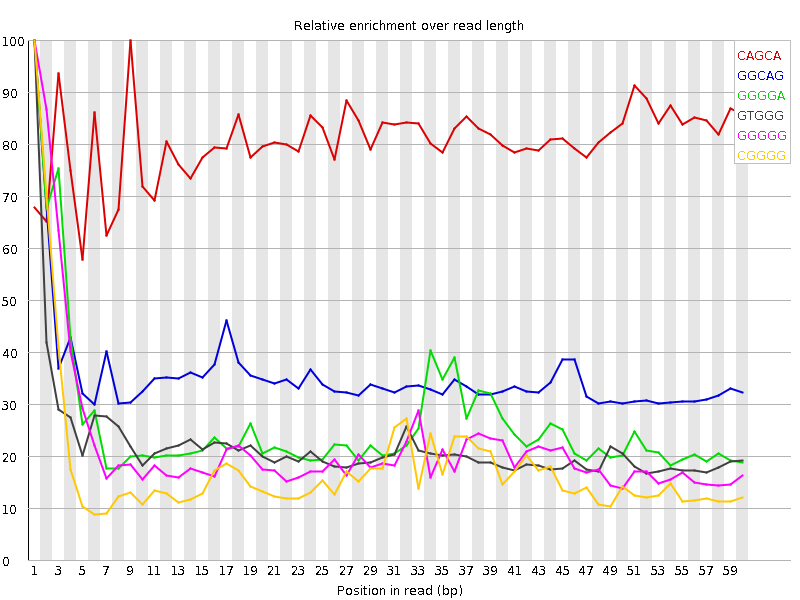 Relative enrichment over read length
100
90
80
70
60
50
40
30
20
10
0
CAGCA
GGCAG
GGGGA
GTGGG
GGGGG
CGGGG
1 3 5 7 9 11 13 15 17 19 21 23 25 27 29 31 33 35 37 39 41 43 45 47 49 51 53 55 57 59
Position in read (bp)